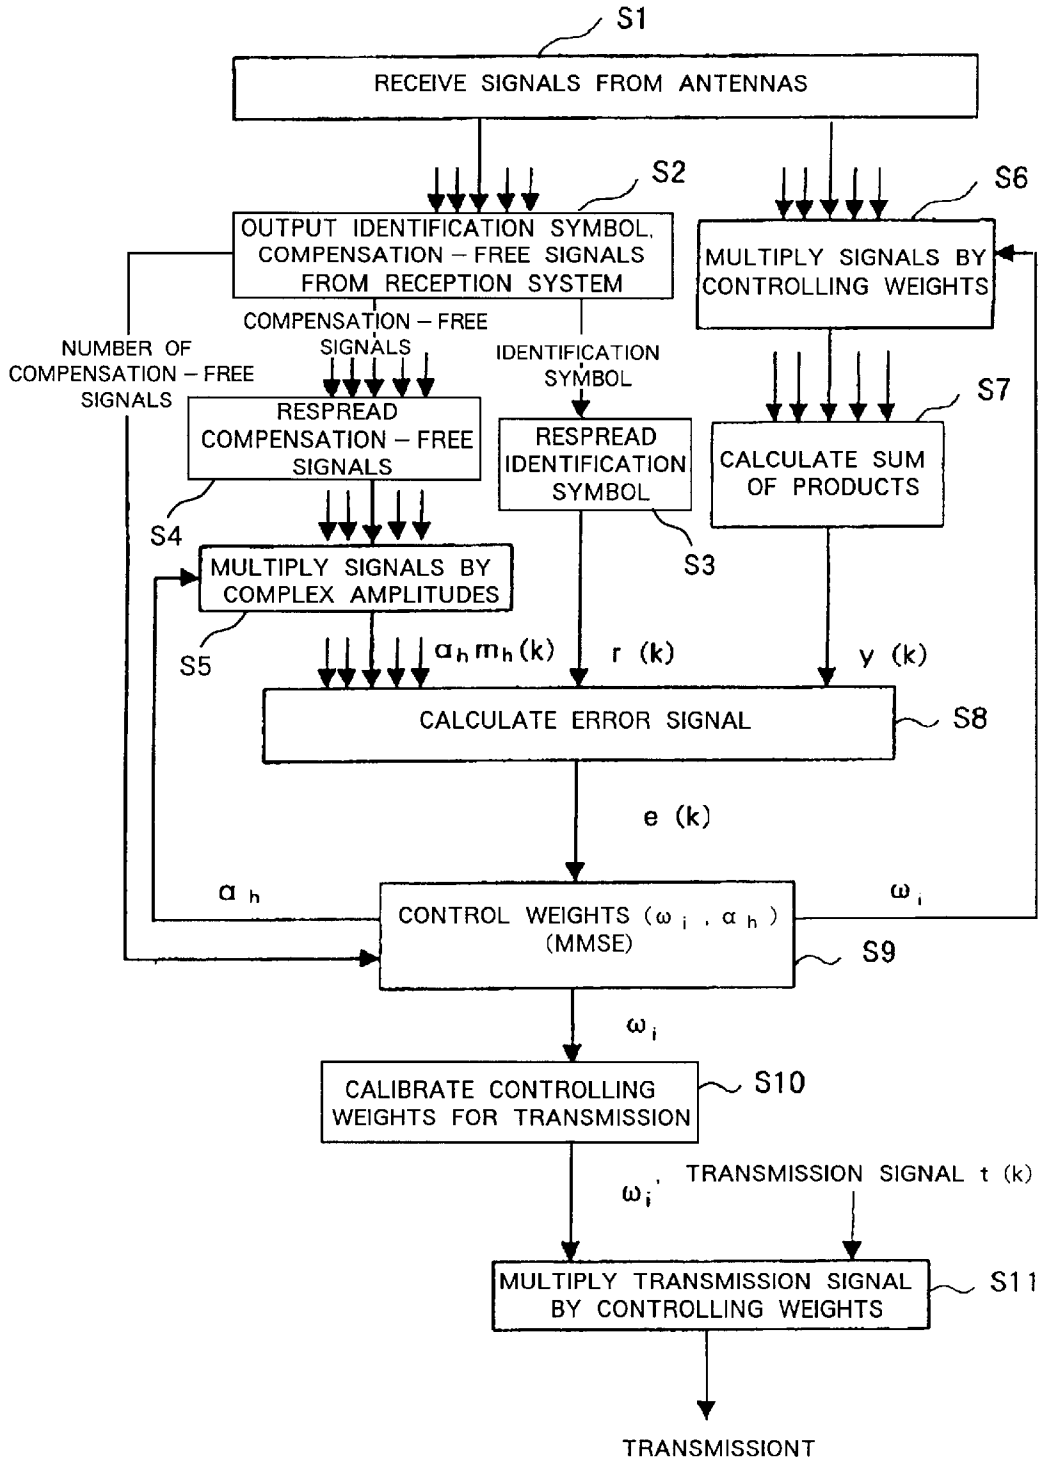 S1
RECEIVE SIGNALS FROM ANTENNAS
S2
S6
OUTPUT IDENTIFICATION SYMBOL,
COMPENSATION-FREE SIGNALS
FROM RECEPTION SYSTEM
MULTIPLY SIGNALS BY
CONTROLLING WEIGHTS
COMPENSATION-FREE
SIGNALS
NUMBER OF
COMPENSATION-FREE
SIGNALS
IDENTIFICATION
SYMBOL
S7
RESPREAD
COMPENSATION-FREE
SIGNALS
RESPREAD
IDENTIFICATION
SYMBOL
CALCULATE SUM
OF PRODUCTS
S4
S3
MULTIPLY SIGNALS BY
COMPLEX AMPLITUDES
S5
αh mh (k)
r (k)
y (k)
CALCULATE ERROR SIGNAL
S8
e (k)
αh
ωi
CONTROL WEIGHTS (ωi , αh)
(MMSE)
S9
ωi
CALIBRATE CONTROLLING
WEIGHTS FOR TRANSMISSION
S10
ωi'
TRANSMISSION SIGNAL t (k)
MULTIPLY TRANSMISSION SIGNAL
BY CONTROLLING WEIGHTS
S11
TRANSMISSIONT